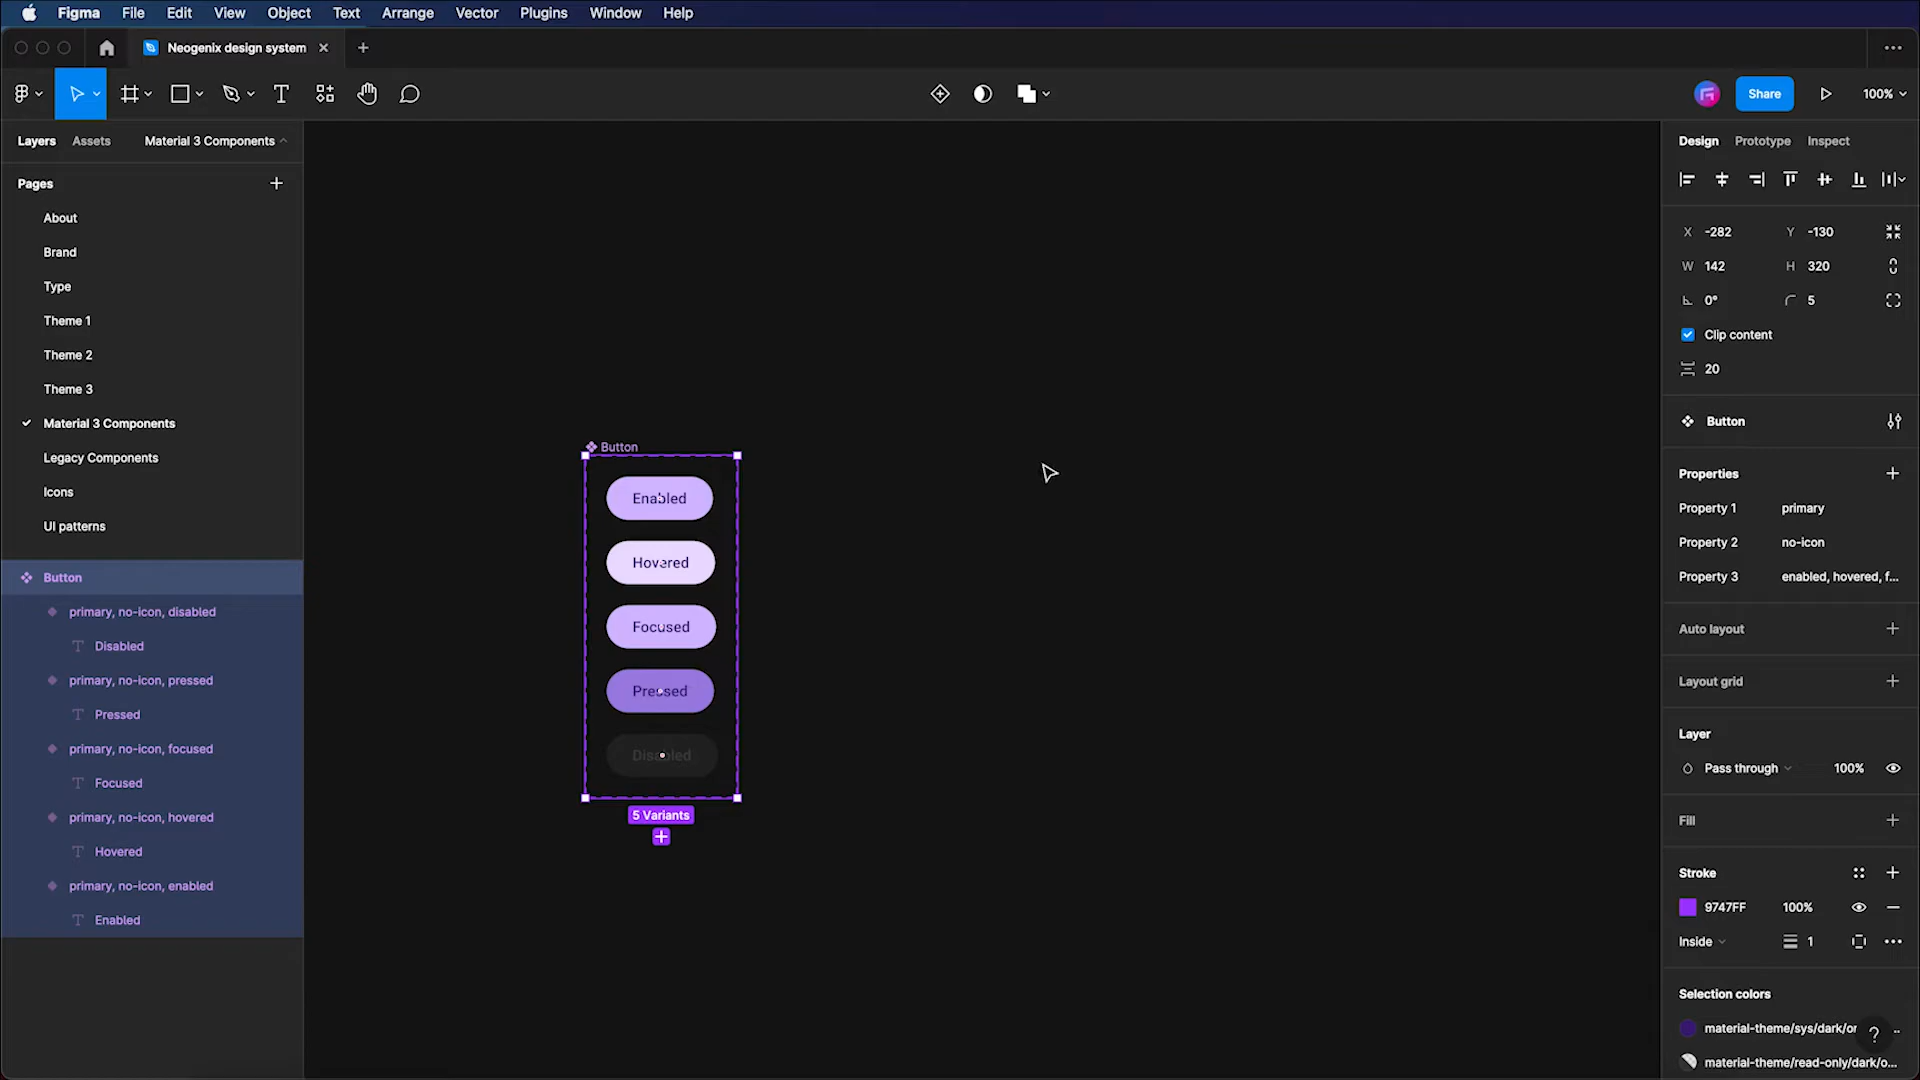 Figma File Edit View Object Text Arrange Vector Plugins Window Help
Neogenix design system
Share
100%
Layers Assets Material 3 Components
Pages
About
Brand
Type
Theme 1
Theme 2
Theme 3
Material 3 Components
Legacy Components
Icons
UI patterns
Button
primary, no-icon, disabled
Disabled
primary, no-icon, pressed
Pressed
primary, no-icon, focused
Focused
primary, no-icon, hovered
Hovered
primary, no-icon, enabled
Enabled
Button
Enabled
Hovered
Focused
Pressed
Disabled
5 Variants
Design Prototype Inspect
X -282 Y -130
W 142 H 320
0° 5
Clip content
20
Button
Properties
Property 1 primary
Property 2 no-icon
Property 3 enabled, hovered, f...
Auto layout
Layout grid
Layer
Pass through 100%
Fill
Stroke
9747FF 100%
Inside 1
Selection colors
material-theme/sys/dark/or ..
?
material-theme/read-only/dark/o...